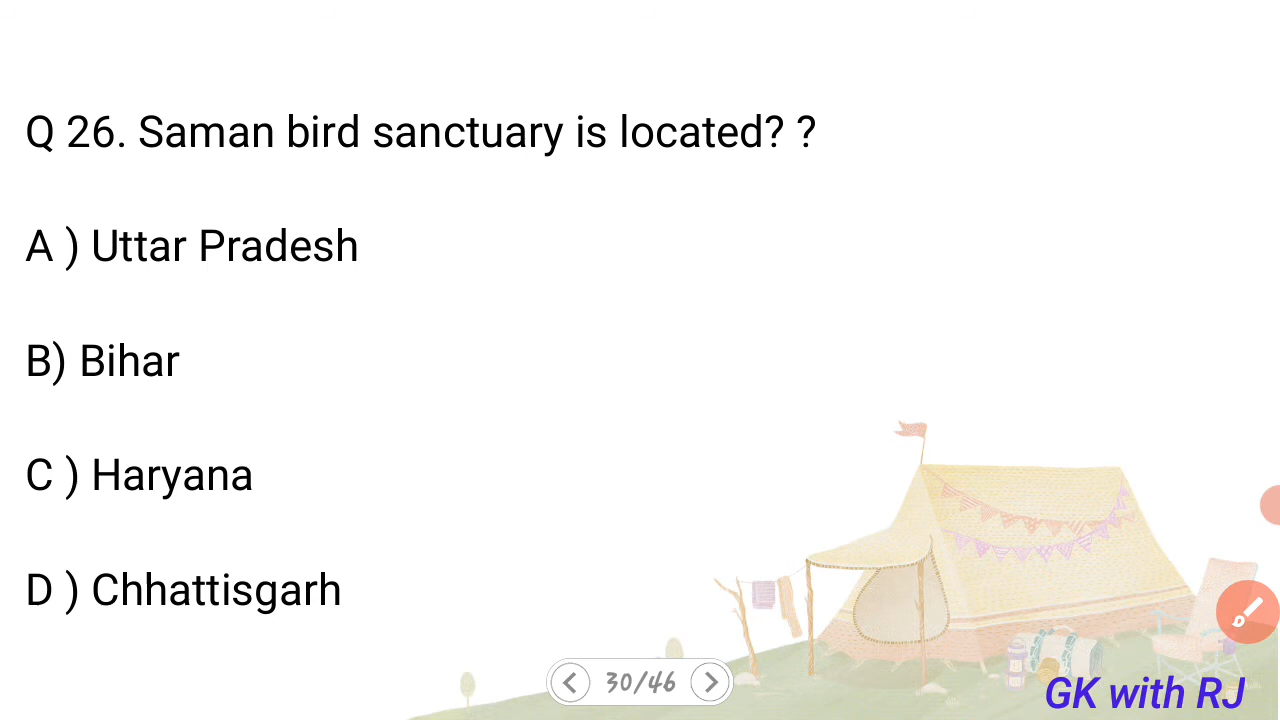 Q 26. Saman bird sanctuary is located? ?
A ) Uttar Pradesh
B) Bihar
C ) Haryana
D ) Chhattisgarh
30/46
GK with RJ